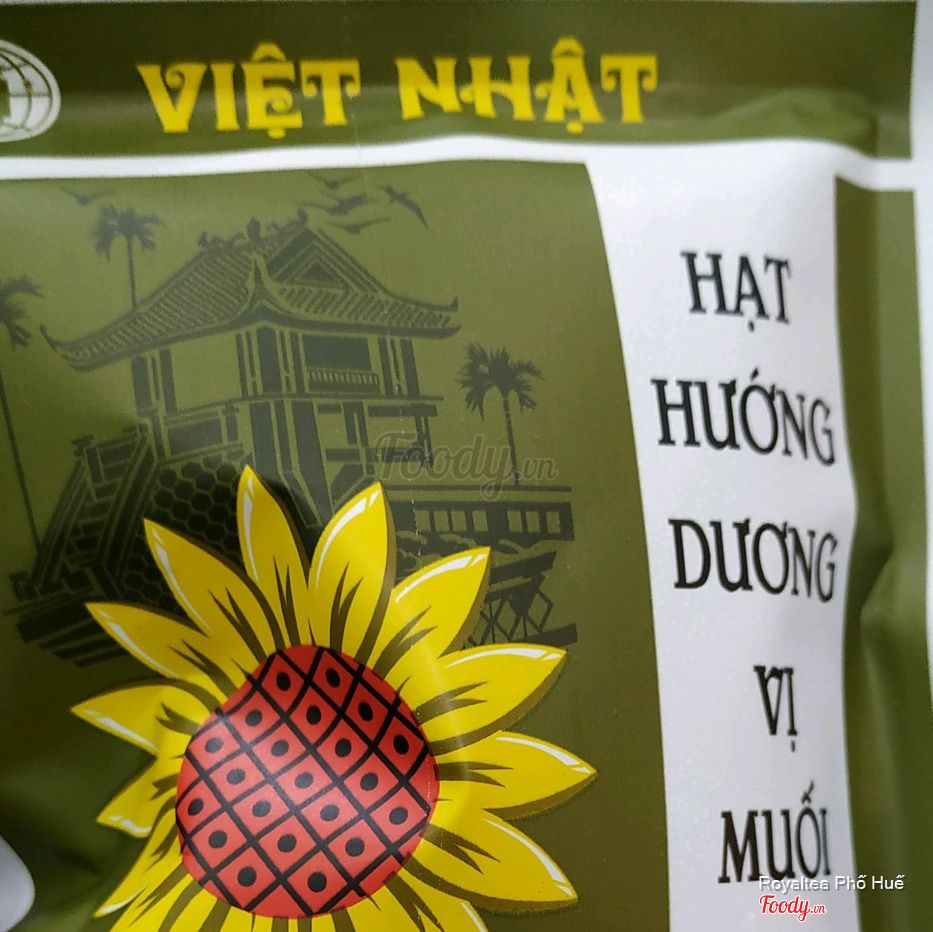 VIỆT NHẬT
HẠT
HƯỚNG
DƯƠNG
VỊ
MUỐI
Foody.vn
Royaltea Phố Huế
Foody.vn